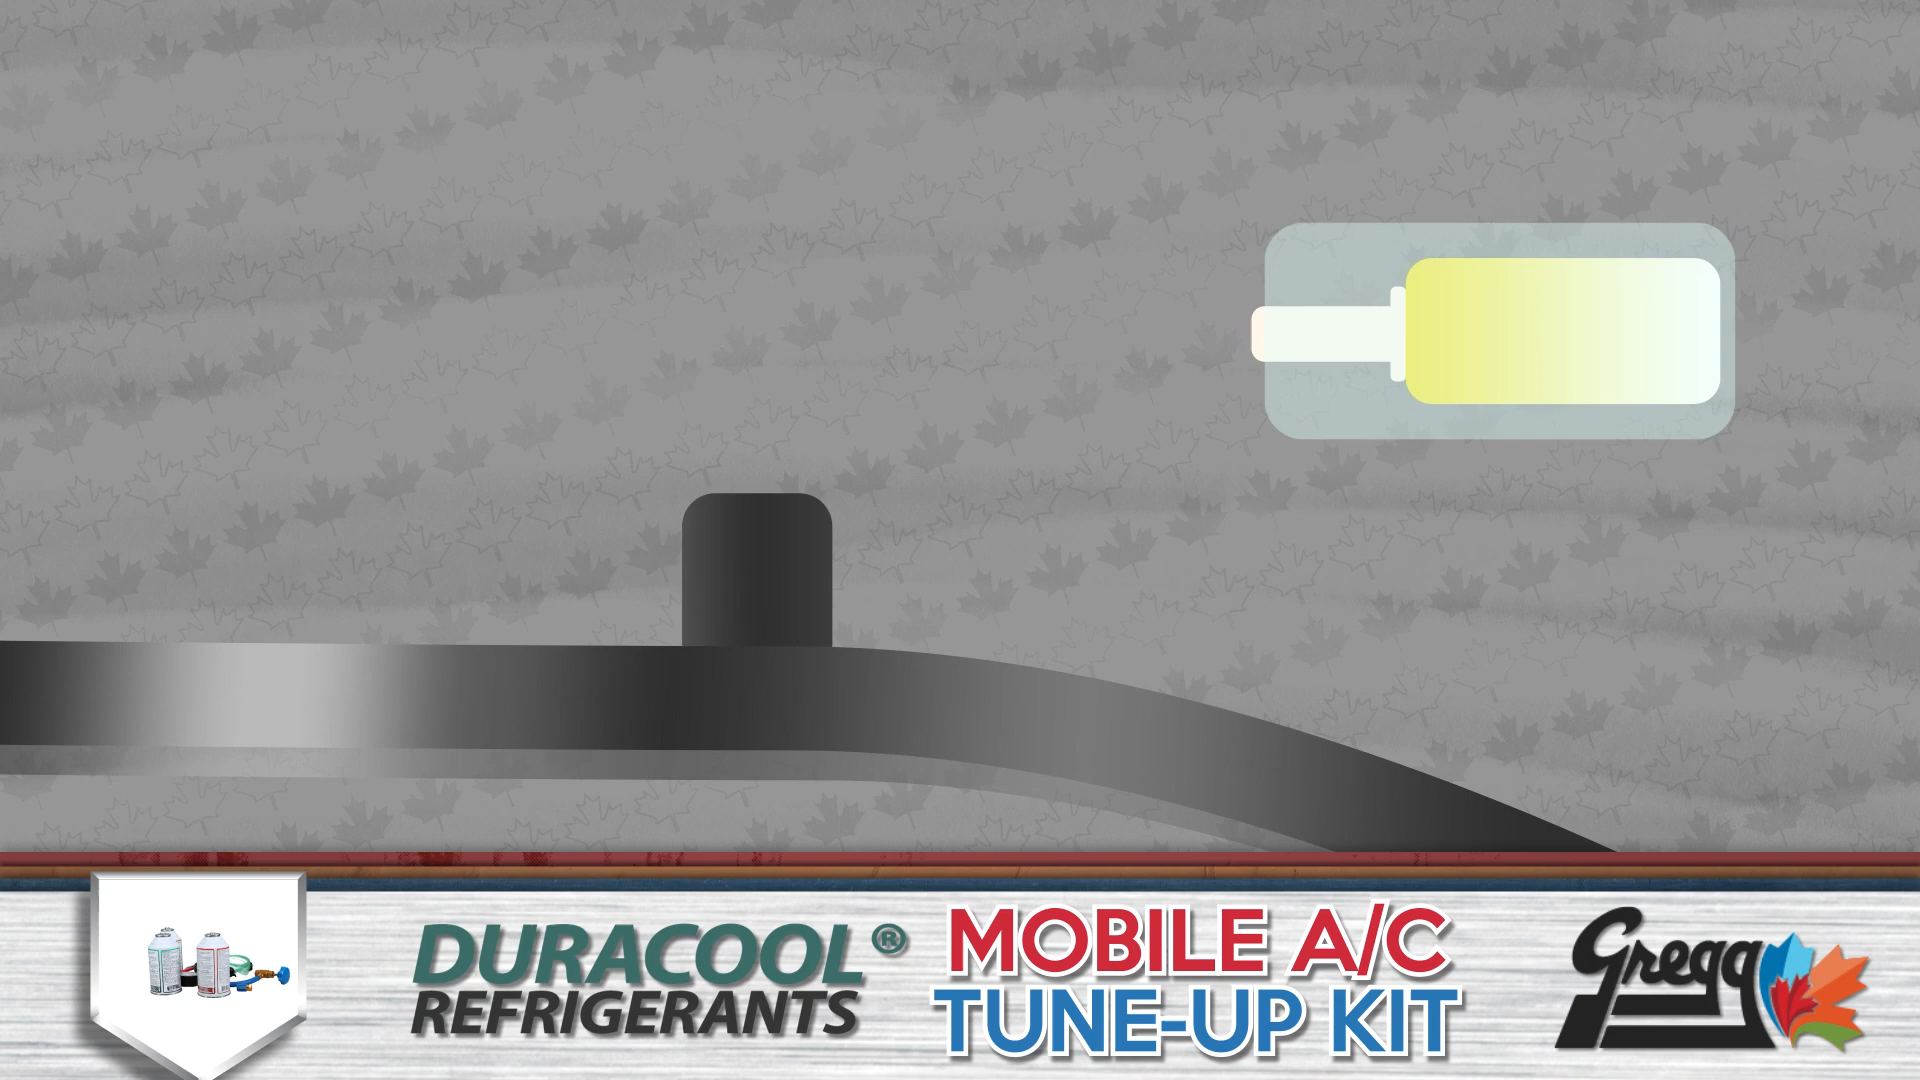 DURACOOL®
REFRIGERANTS
MOBILE A/C
TUNE-UP KIT
Gregg